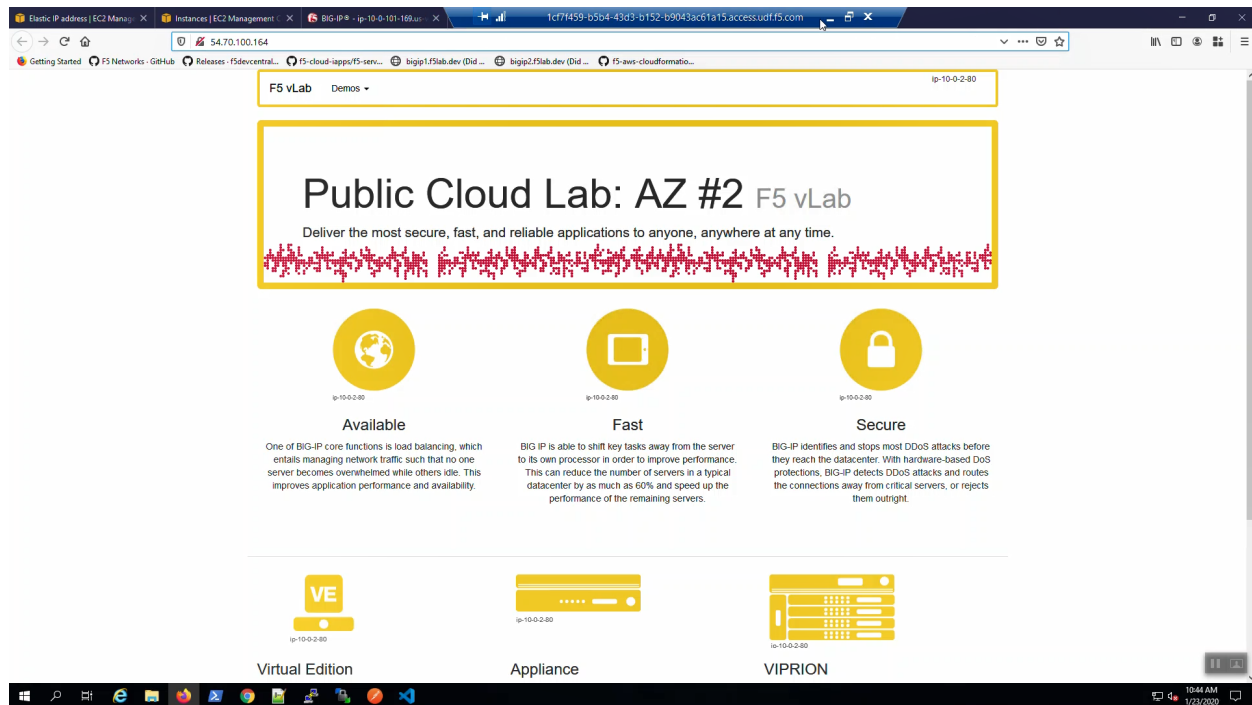 Elastic IP address | EC2 Manage
Instances | EC2 Management C
BIG-IP® - ip-10-0-101-169.us-
1cf7f459-b5b4-43d3-b152-b9043ac61a15.access.udf.f5.com
54.70.100.164
Getting Started
F5 Networks · GitHub
Releases · f5devcentral...
f5-cloud-iapps/f5-serv...
bigip1.f5lab.dev (Did ...
bigip2.f5lab.dev (Did ...
f5-aws-cloudformatio...
F5 vLab
Demos
ip-10-0-2-80
Public Cloud Lab: AZ #2 F5 vLab
Deliver the most secure, fast, and reliable applications to anyone, anywhere at any time.
ip-10-0-2-80
ip-10-0-2-80
ip-10-0-2-80
Available
Fast
Secure
One of BIG-IP core functions is load balancing, which
entails managing network traffic such that no one
server becomes overwhelmed while others idle. This
improves application performance and availability.
BIG IP is able to shift key tasks away from the server
to its own processor in order to improve performance.
This can reduce the number of servers in a typical
datacenter by as much as 60% and speed up the
performance of the remaining servers.
BIG-IP identifies and stops most DDoS attacks before
they reach the datacenter. With hardware-based DoS
protections, BIG-IP detects DDoS attacks and routes
the connections away from critical servers, or rejects
them outright.
VE
ip-10-0-2-80
ip-10-0-2-80
ip-10-0-2-80
Virtual Edition
Appliance
VIPRION
10:44 AM
1/23/2020